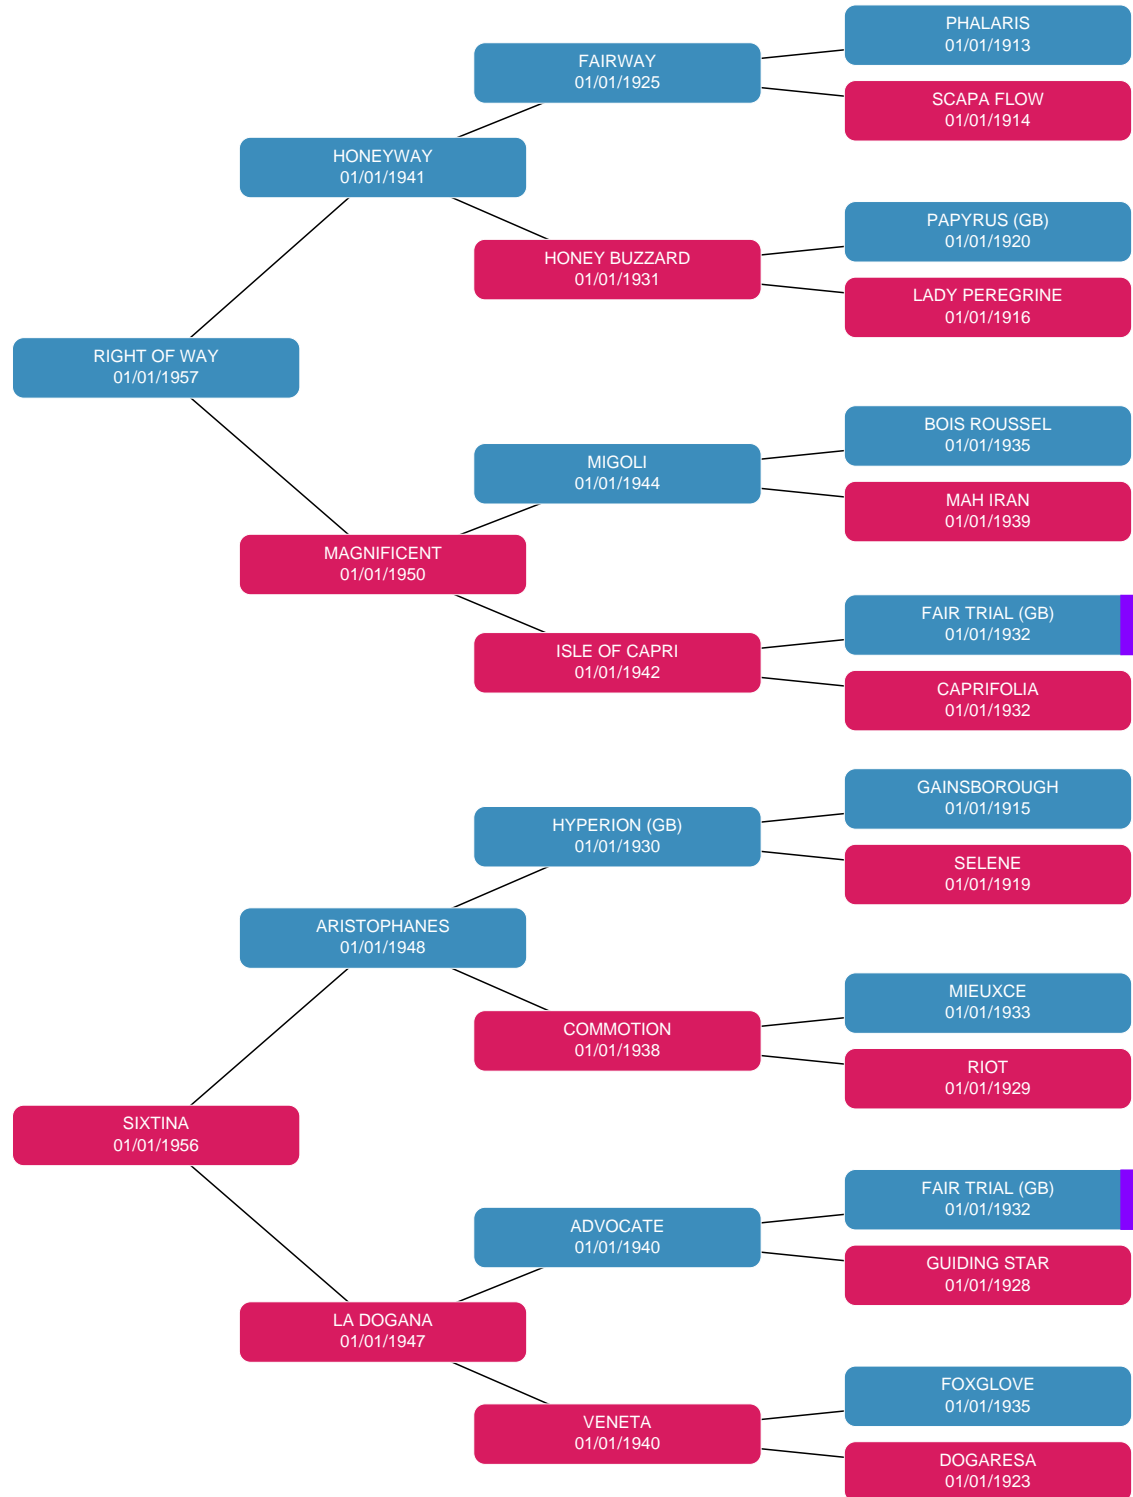 PHALARIS
01/01/1913
FAIRWAY
01/01/1925
SCAPA FLOW
01/01/1914
HONEYWAY
01/01/1941
PAPYRUS (GB)
01/01/1920
HONEY BUZZARD
01/01/1931
LADY PEREGRINE
01/01/1916
RIGHT OF WAY
01/01/1957
BOIS ROUSSEL
01/01/1935
MIGOLI
01/01/1944
MAH IRAN
01/01/1939
MAGNIFICENT
01/01/1950
FAIR TRIAL (GB)
01/01/1932
ISLE OF CAPRI
01/01/1942
CAPRIFOLIA
01/01/1932
GAINSBOROUGH
01/01/1915
HYPERION (GB)
01/01/1930
SELENE
01/01/1919
ARISTOPHANES
01/01/1948
MIEUXCE
01/01/1933
COMMOTION
01/01/1938
RIOT
01/01/1929
SIXTINA
01/01/1956
FAIR TRIAL (GB)
01/01/1932
ADVOCATE
01/01/1940
GUIDING STAR
01/01/1928
LA DOGANA
01/01/1947
FOXGLOVE
01/01/1935
VENETA
01/01/1940
DOGARESA
01/01/1923